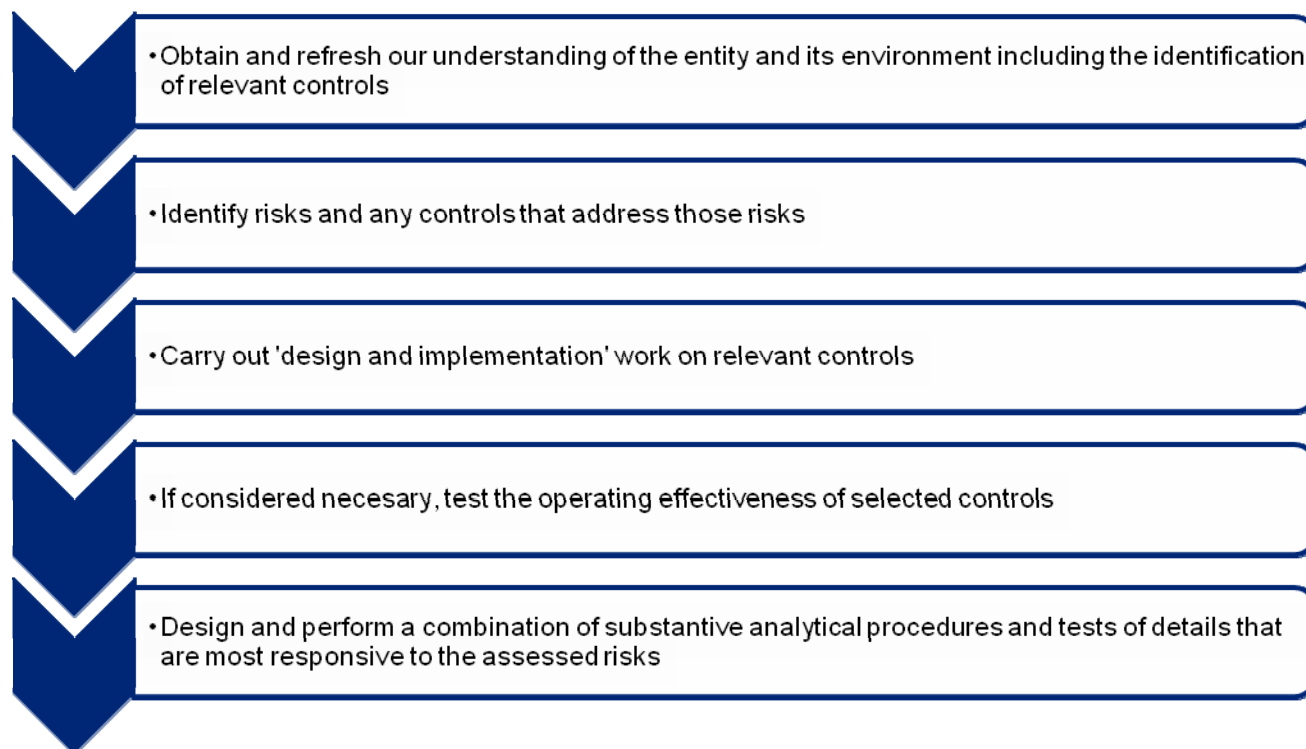 •Obtain and refresh our understanding of the entity and its environment including the identification
of relevant controls
•Identify risks and any controls that address those risks
•Carry out 'design and implementation' work on relevant controls
•If considered necesary, test the operating effectiveness of selected controls
•Design and perform a combination of substantive analytical procedures and tests of details that
are most responsive to the assessed risks